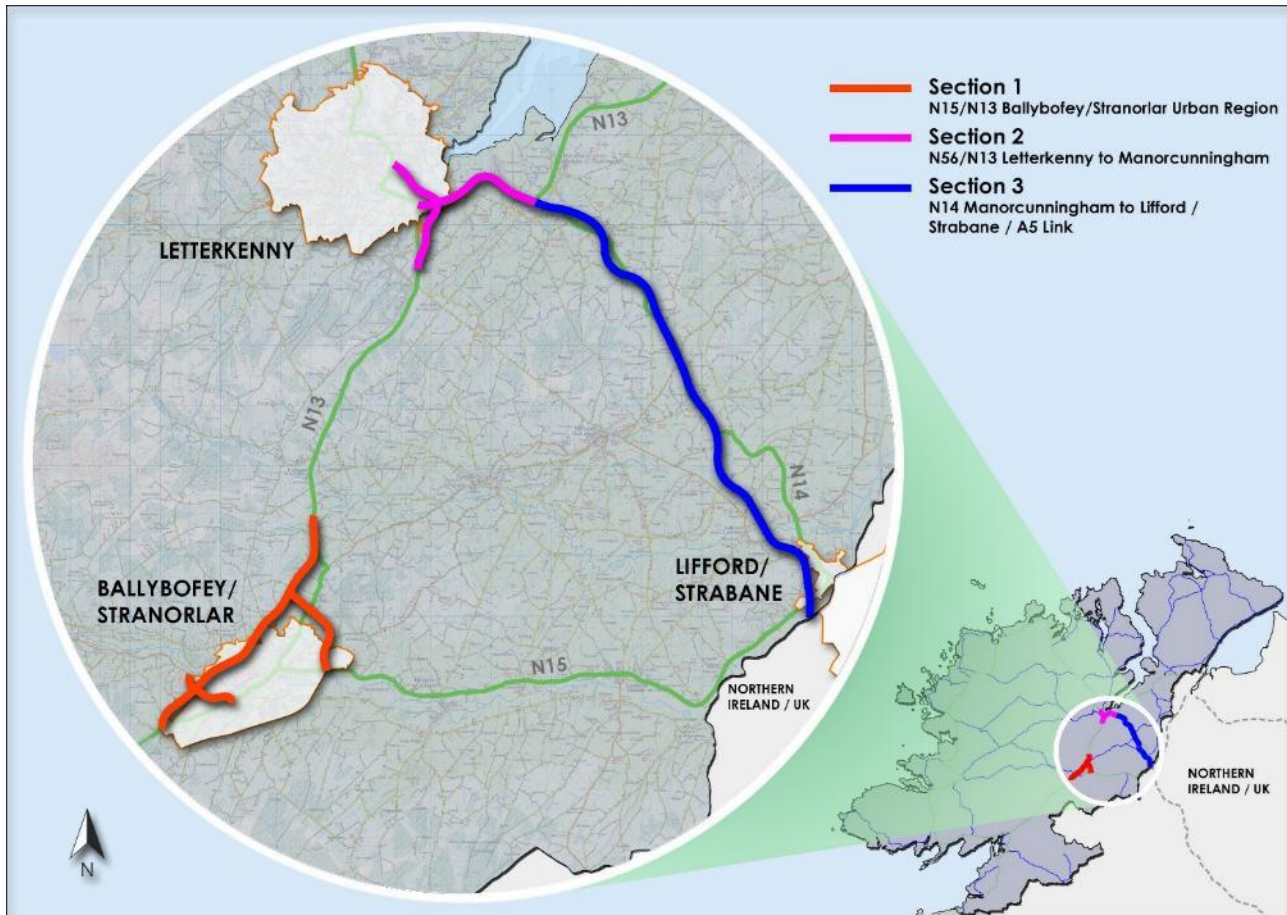 Section 1
N15/N13 Ballybofey/Stranorlar Urban Region
Section 2
N56/N13 Letterkenny to Manorcunningham
Section 3
N14 Manorcunningham to Lifford /
Strabane / A5 Link
N13
LETTERKENNY
N13
N14
BALLYBOFEY/
STRANORLAR
LIFFORD/
STRABANE
N15
NORTHERN
IRELAND / UK
NORTHERN
IRELAND / UK
N